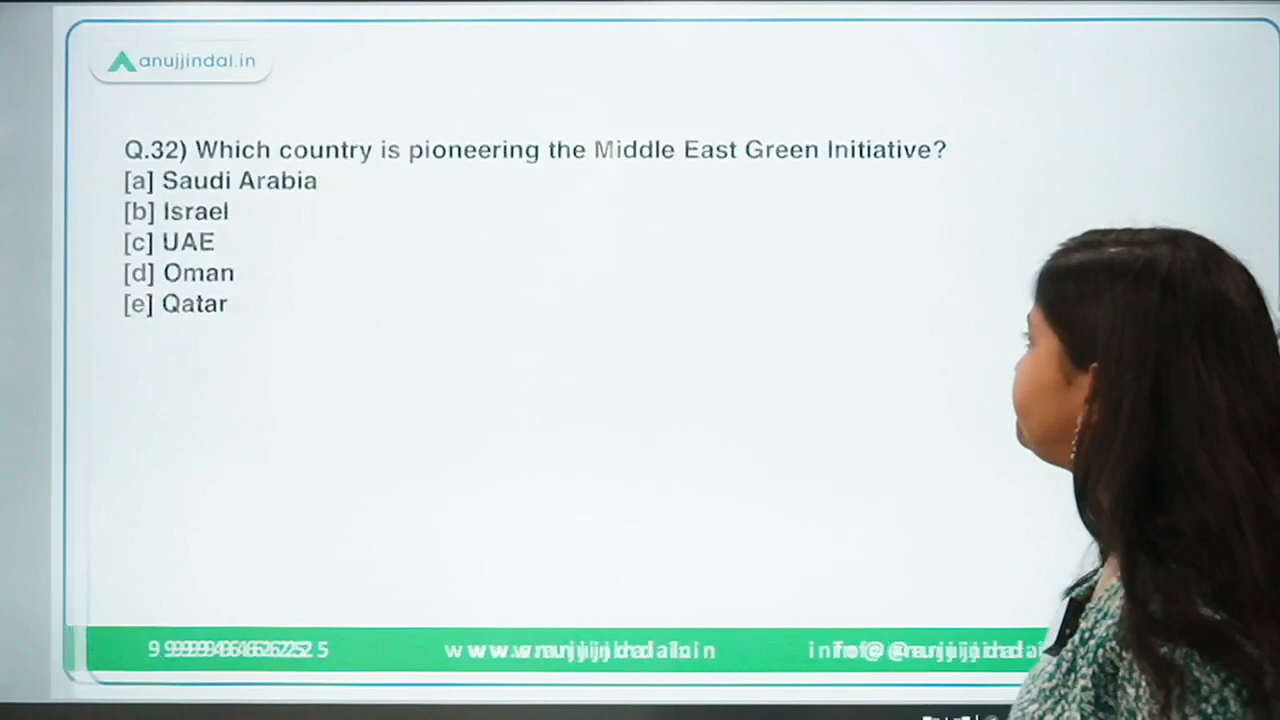 anujjindal.in
Q.32) Which country is pioneering the Middle East Green Initiative?
[a] Saudi Arabia
[b] Israel
[c] UAE
[d] Oman
[e] Qatar